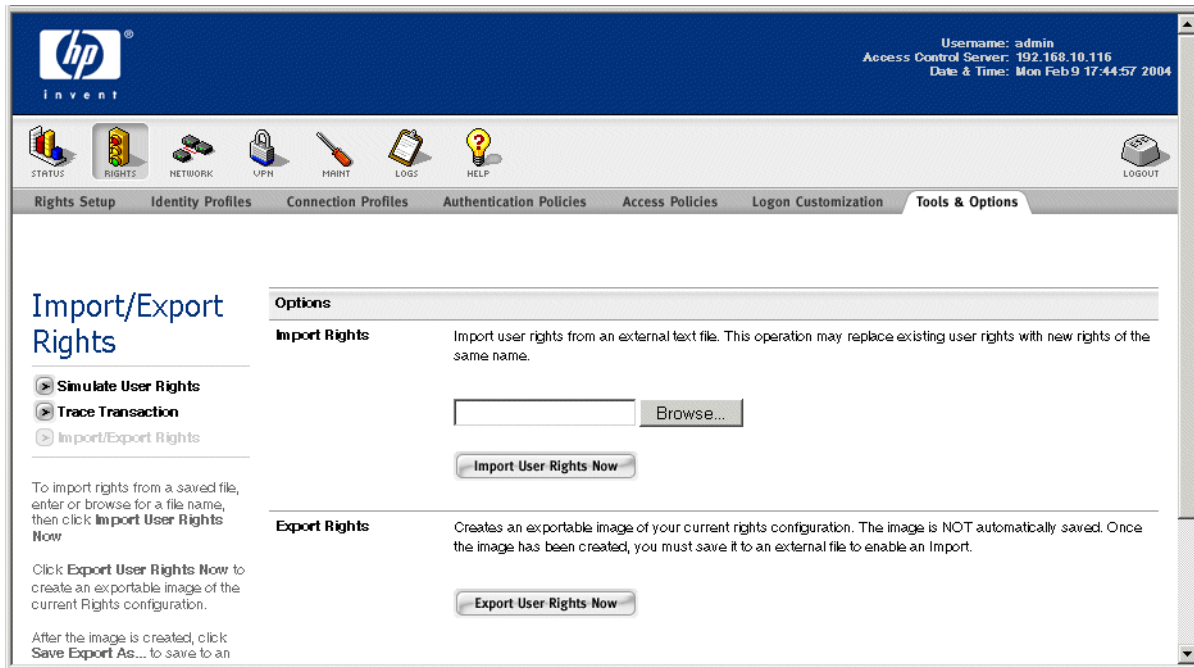 hp
®
invent
Username: admin
Access Control Server: 192.168.10.116
Date & Time: Mon Feb 9 17:44:57 2004
STATUS
RIGHTS
NETWORK
VPN
MAINT
LOGS
HELP
ESC
LOGOUT
Rights Setup
Identity Profiles
Connection Profiles
Authentication Policies
Access Policies
Logon Customization
Tools & Options
Import/Export
Rights
Simulate User Rights
Trace Transaction
Import/Export Rights
To import rights from a saved file,
enter or browse for a file name,
then click Import User Rights
Now
Click Export User Rights Now to
create an exportable image of the
current Rights configuration.
After the image is created, click
Save Export As... to save to an
Options
Import Rights
Import user rights from an external text file. This operation may replace existing user rights with new rights of the
same name.
Browse...
Import User Rights Now
Export Rights
Creates an exportable image of your current rights configuration. The image is NOT automatically saved. Once
the image has been created, you must save it to an external file to enable an Import.
Export User Rights Now